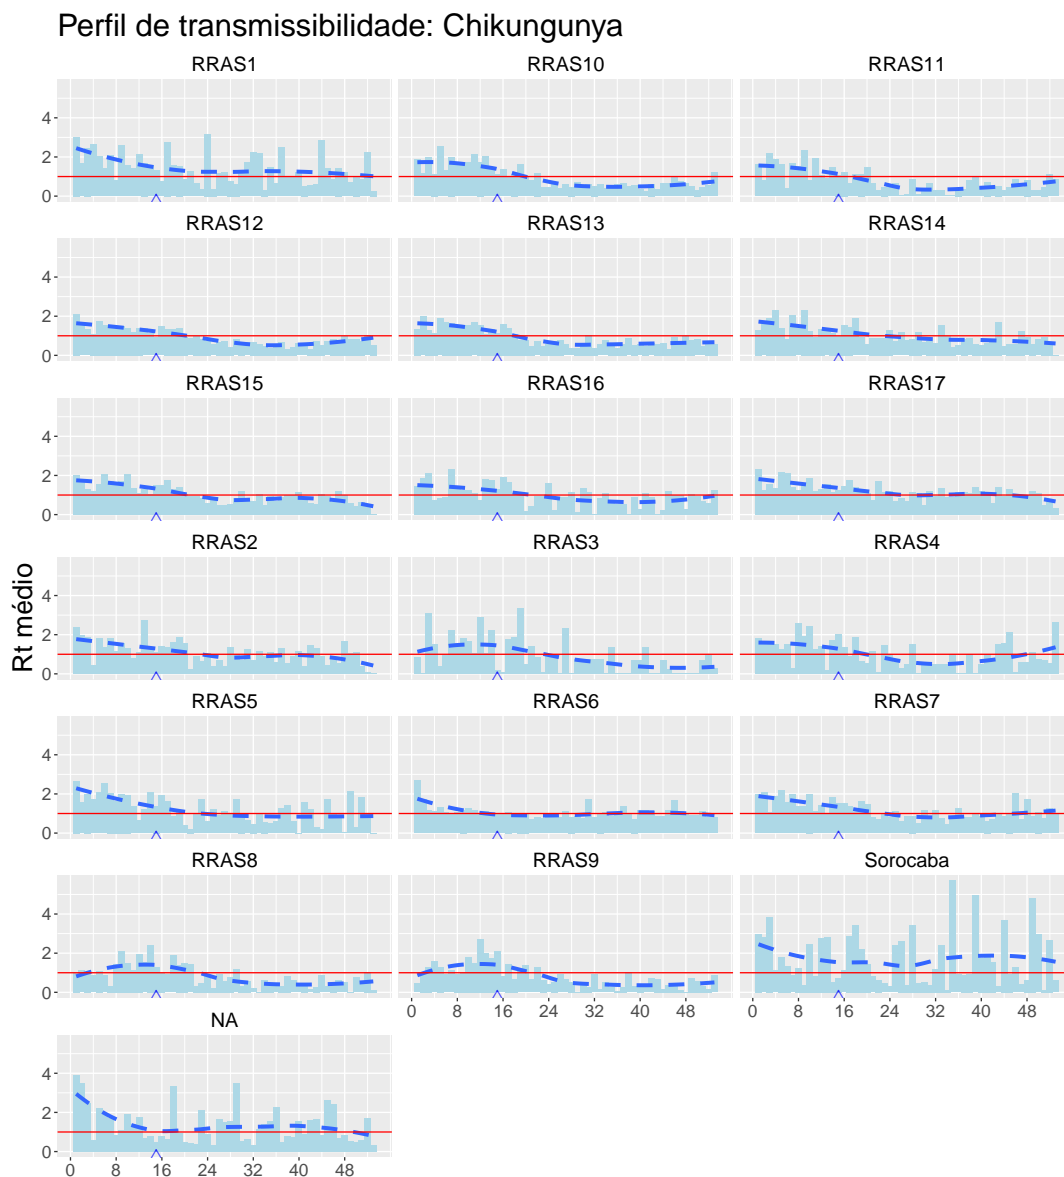 Perfil de transmissibilidade: Chikungunya
RRAS1 RRAS10 RRAS11
4
2
0
RRAS12 RRAS13 RRAS14
4
2
0
RRAS15 RRAS16 RRAS17
4
2
0
RRAS2 RRAS3 RRAS4
4
2
0
Rt médio
RRAS5 RRAS6 RRAS7
4
2
0
RRAS8 RRAS9 Sorocaba
4
2
0
0 8 16 24 32 40 48 0 8 16 24 32 40 48
NA
4
2
0
0 8 16 24 32 40 48